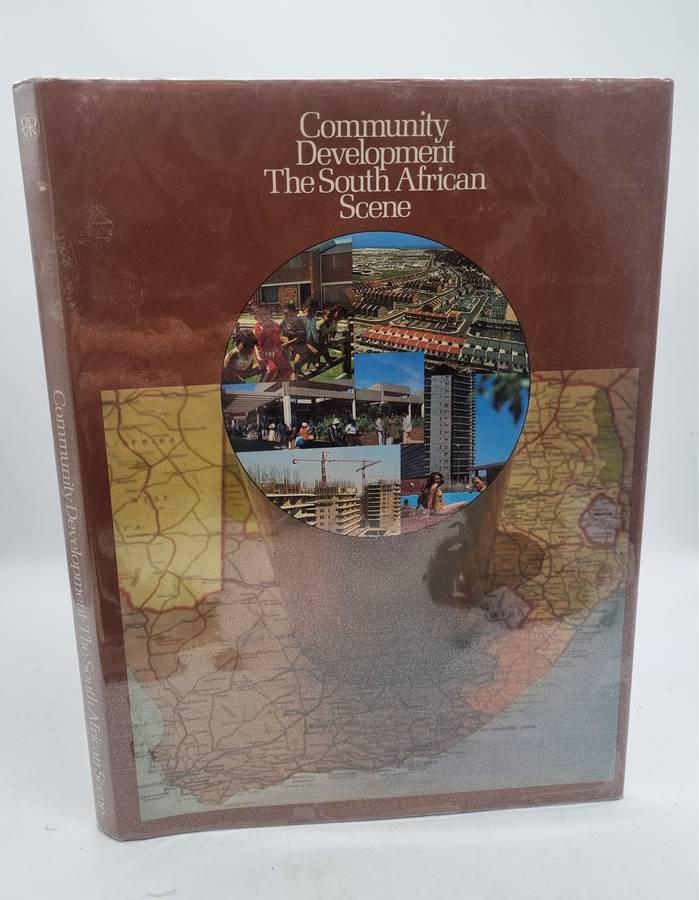 Community
Development
The South African
Scene
Community Development The South African Scene